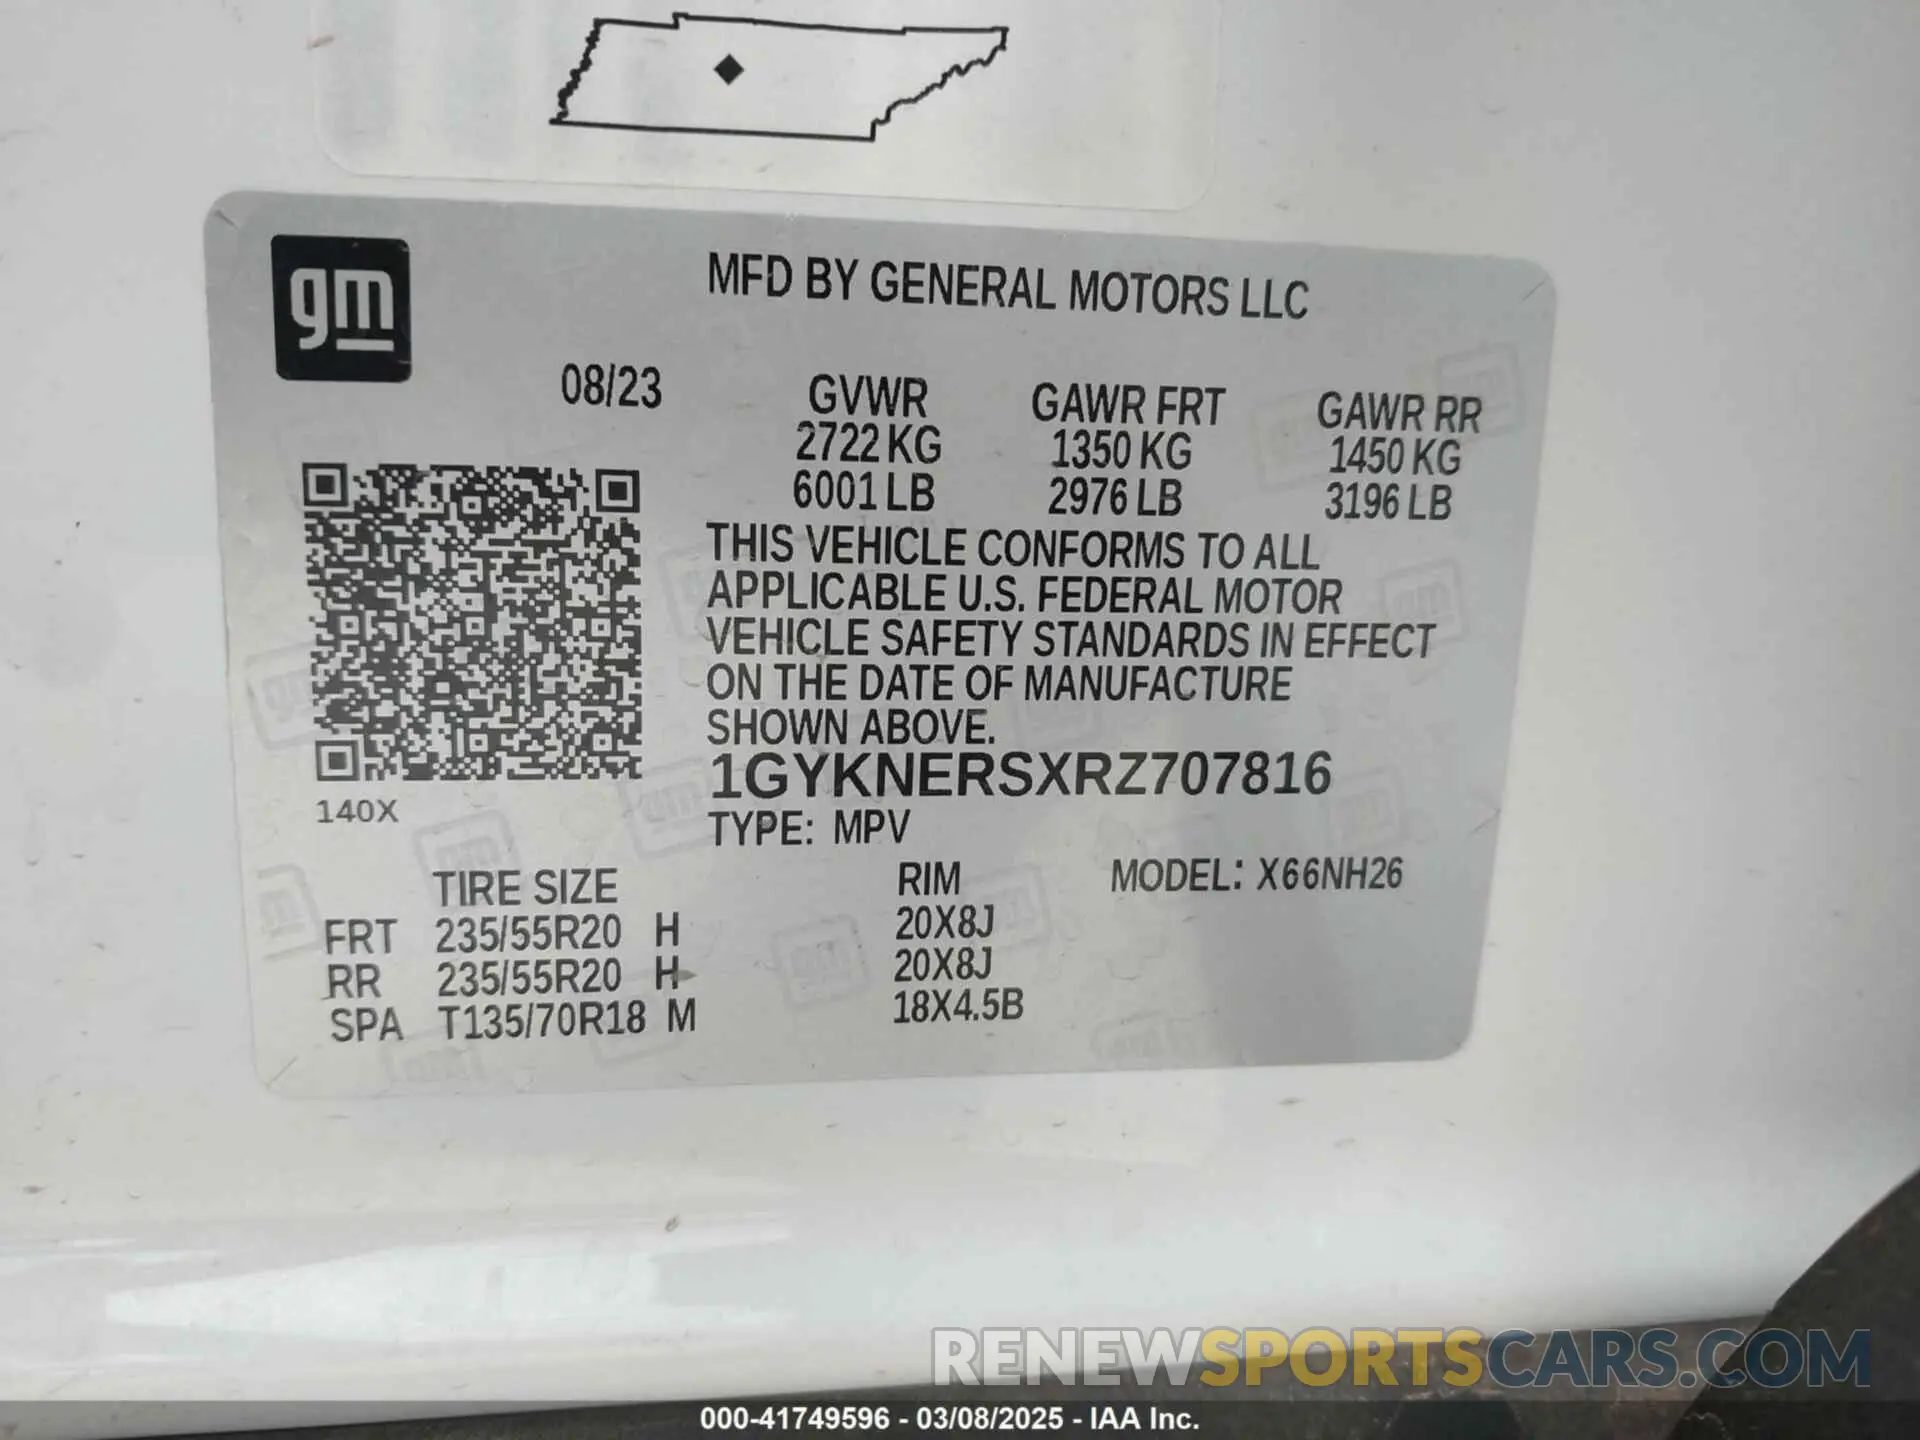 gm
MFD BY GENERAL MOTORS LLC
08/23 GVWR GAWR FRT GAWR RR
2722 KG 1350 KG 1450 KG
6001 LB 2976 LB 3196 LB
THIS VEHICLE CONFORMS TO ALL
APPLICABLE U.S. FEDERAL MOTOR
VEHICLE SAFETY STANDARDS IN EFFECT
ON THE DATE OF MANUFACTURE
SHOWN ABOVE.
1GYKNERSXRZ707816
140X
TYPE: MPV
TIRE SIZE RIM MODEL: X66NH26
FRT 235/55R20 H 20X8J
RR 235/55R20 H 20X8J
SPA T135/70R18 M 18X4.5B
RENEWSPORTSCARS.COM
000-41749596 - 03/08/2025 - IAA Inc.